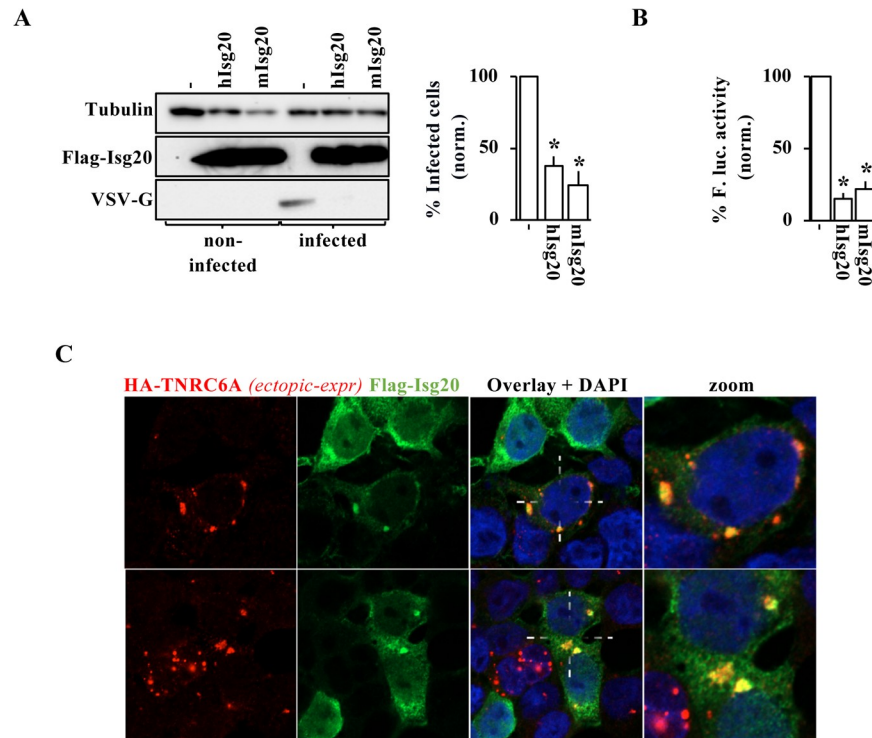 A
hIsg20
mIsg20
-
-
hIsg20
mIsg20
Tubulin
Flag-Isg20
VSV-G
non-
infected
infected
% Infected cells
(norm.)
100
50
0
-
hIsg20
mIsg20
B
% F. luc. activity
(norm.)
100
50
0
-
hIsg20
mIsg20
*
*
*
*
C
HA-TNRC6A (ectopic-expr) Flag-Isg20
Overlay + DAPI
zoom